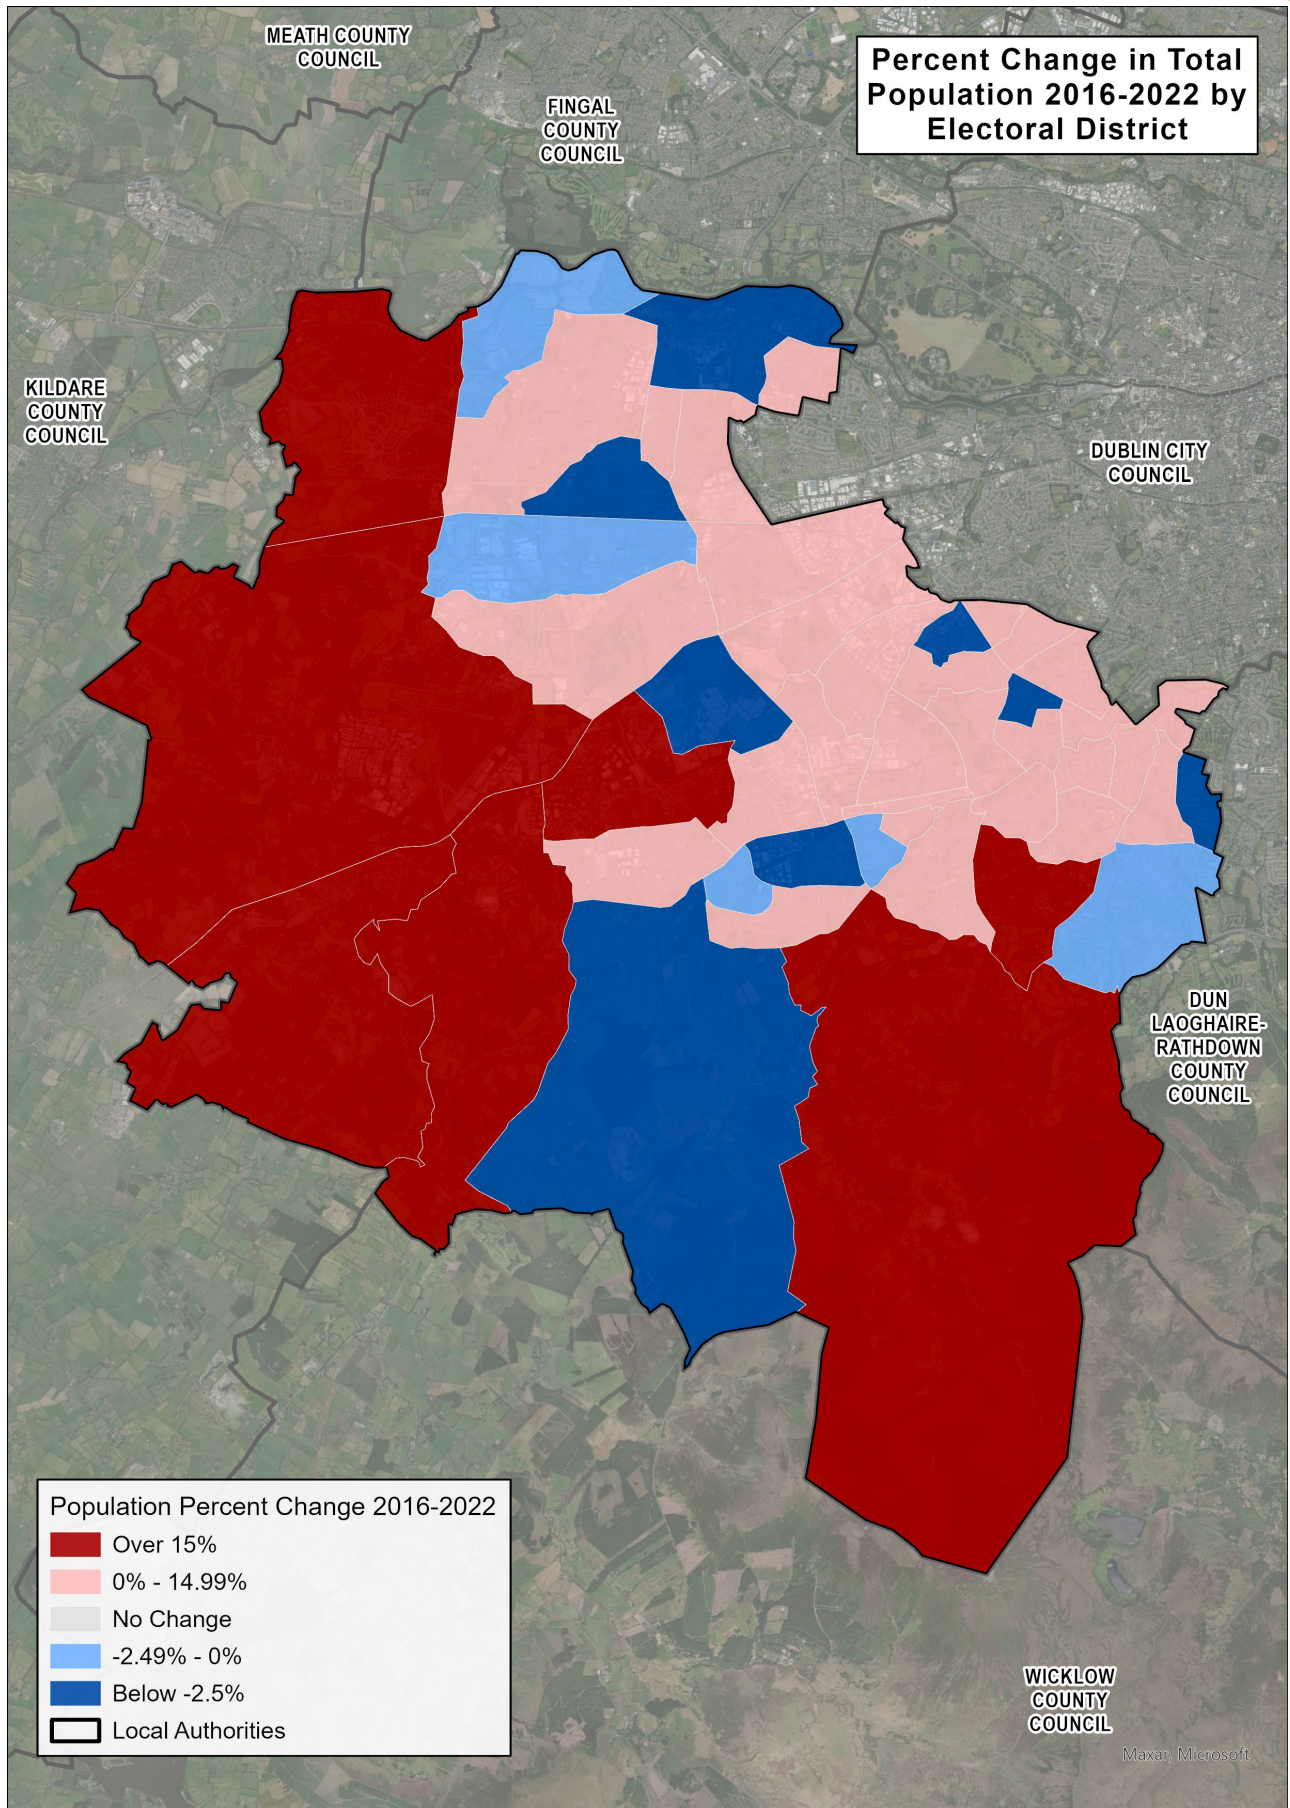 Percent Change in Total
Population 2016-2022 by
Electoral District
MEATH COUNTY
COUNCIL
FINGAL
COUNTY
COUNCIL
KILDARE
COUNTY
COUNCIL
DUBLIN CITY
COUNCIL
DUN
LAOGHAIRE-
RATHDOWN
COUNTY
COUNCIL
WICKLOW
COUNTY
COUNCIL
Population Percent Change 2016-2022
Over 15%
0% - 14.99%
No Change
-2.49% - 0%
Below -2.5%
Local Authorities
Maxar, Microsoft